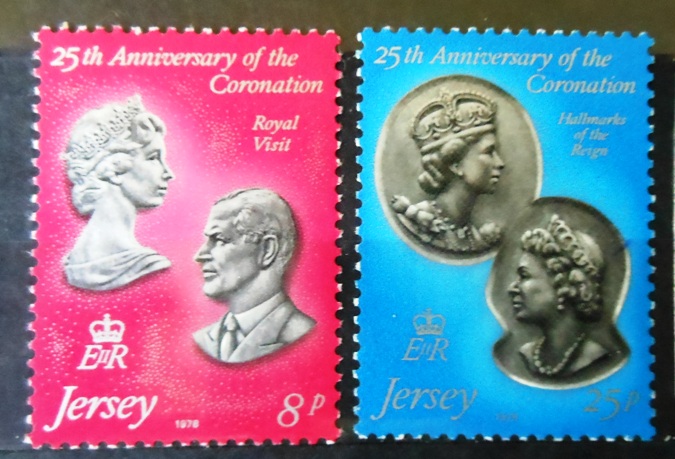 25th Anniversary of the
Coronation
Royal
Visit
EIIR
Jersey
1978
8p
25th Anniversary of the
Coronation
Hallmarks
of the
Reign
EIIR
Jersey
1978
25p